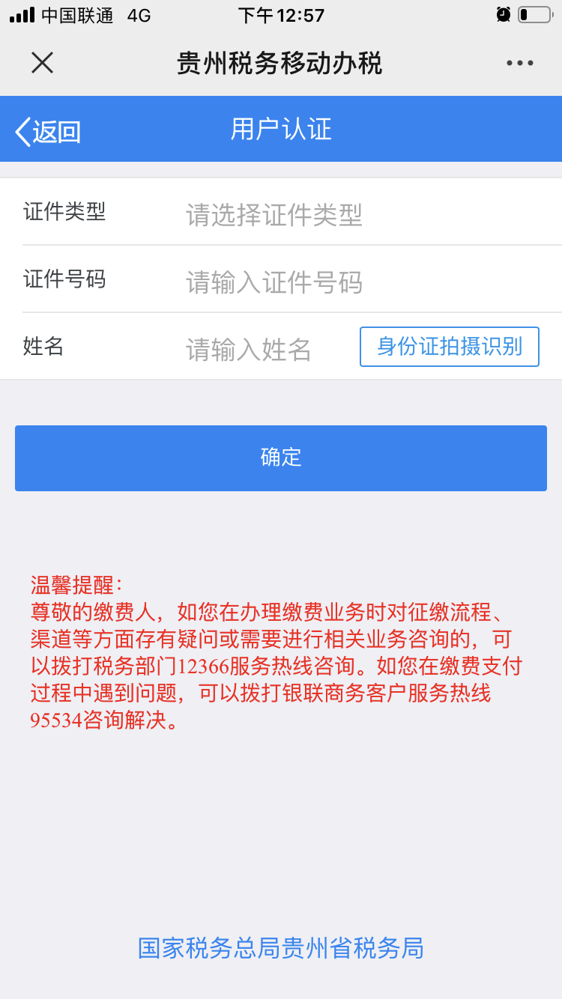 中国联通 4G 下午12:57
贵州税务移动办税
返回 用户认证
证件类型 请选择证件类型
证件号码 请输入证件号码
姓名 请输入姓名 身份证拍摄识别
确定
温馨提醒：
尊敬的缴费人，如您在办理缴费业务时对征缴流程、
渠道等方面存有疑问或需要进行相关业务咨询的，可
以拨打税务部门12366服务热线咨询。如您在缴费支付
过程中遇到问题，可以拨打银联商务客户服务热线
95534咨询解决。
国家税务总局贵州省税务局